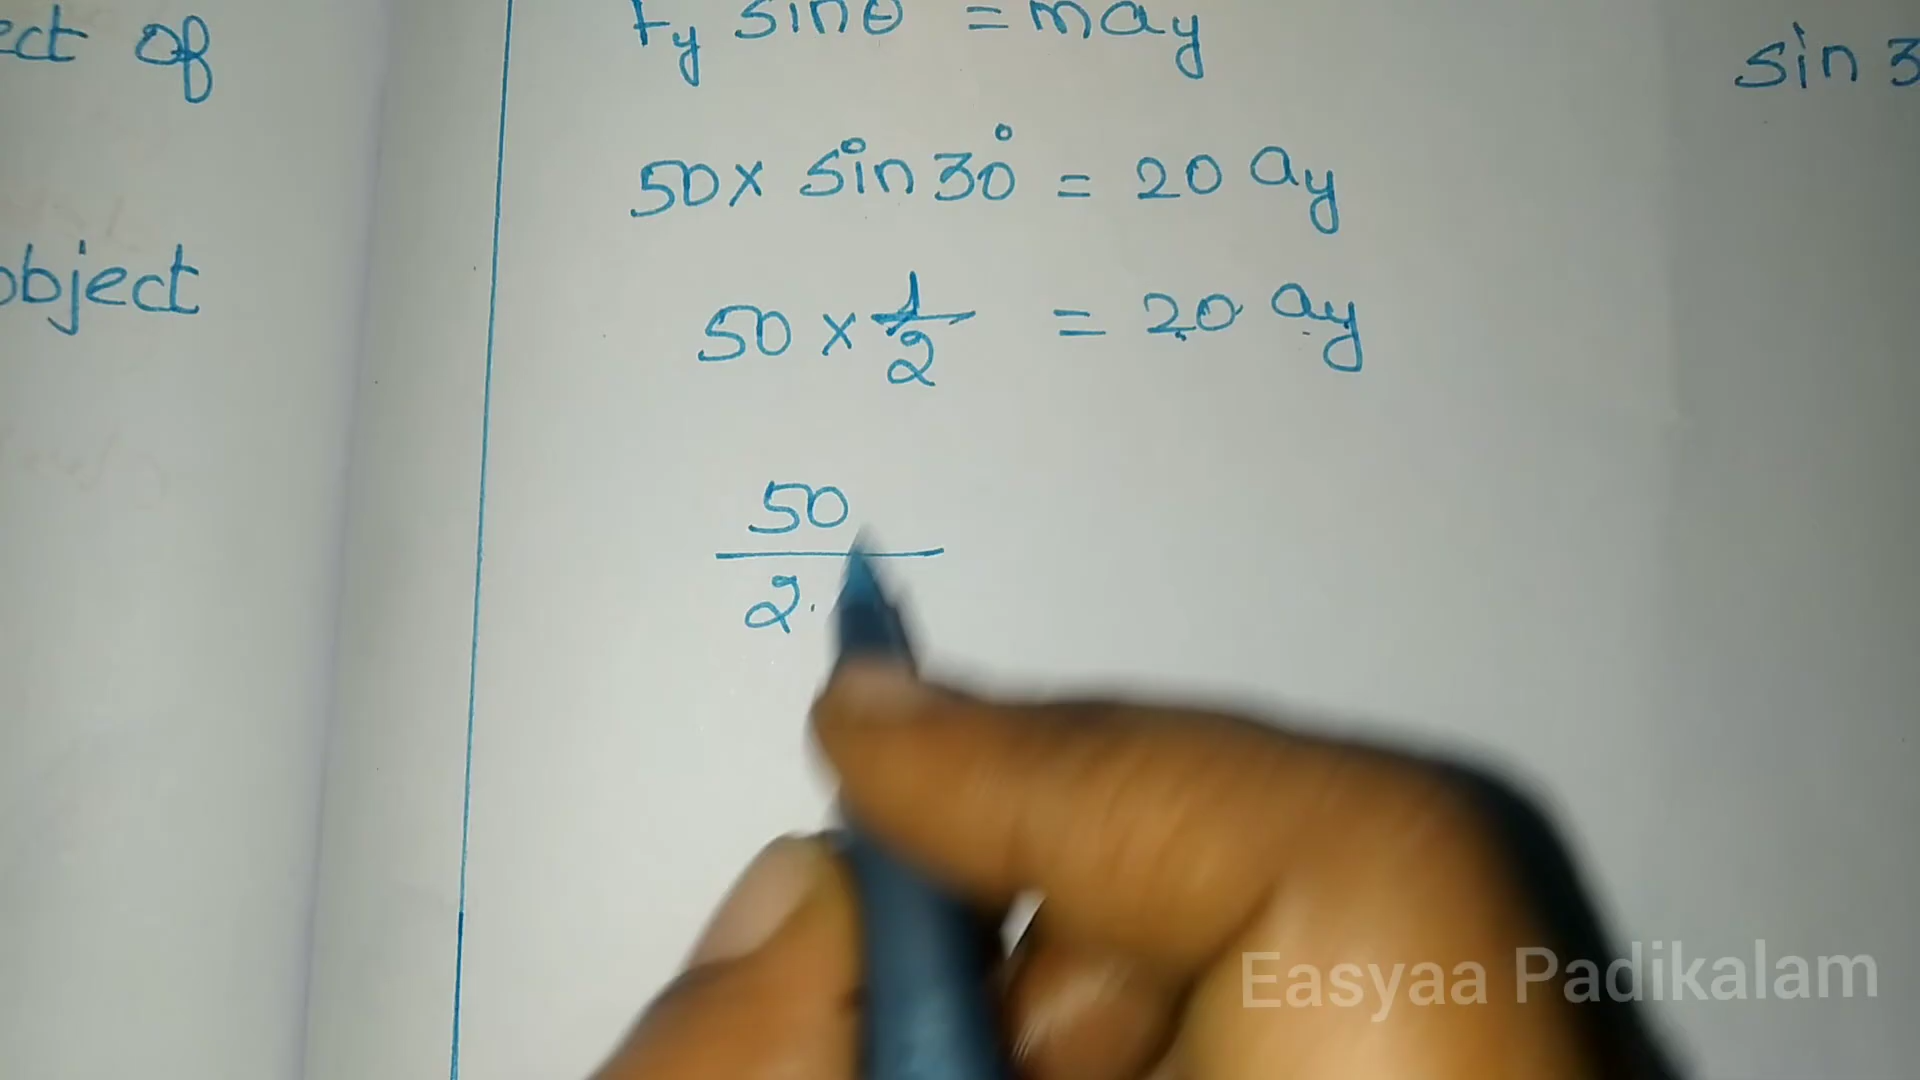 ect of
object
Fy sinθ = may
50 x sin 30° = 20 ay
50 x 1/2 = 20 ay
50
2.
sin 3
Easyaa Padikalam